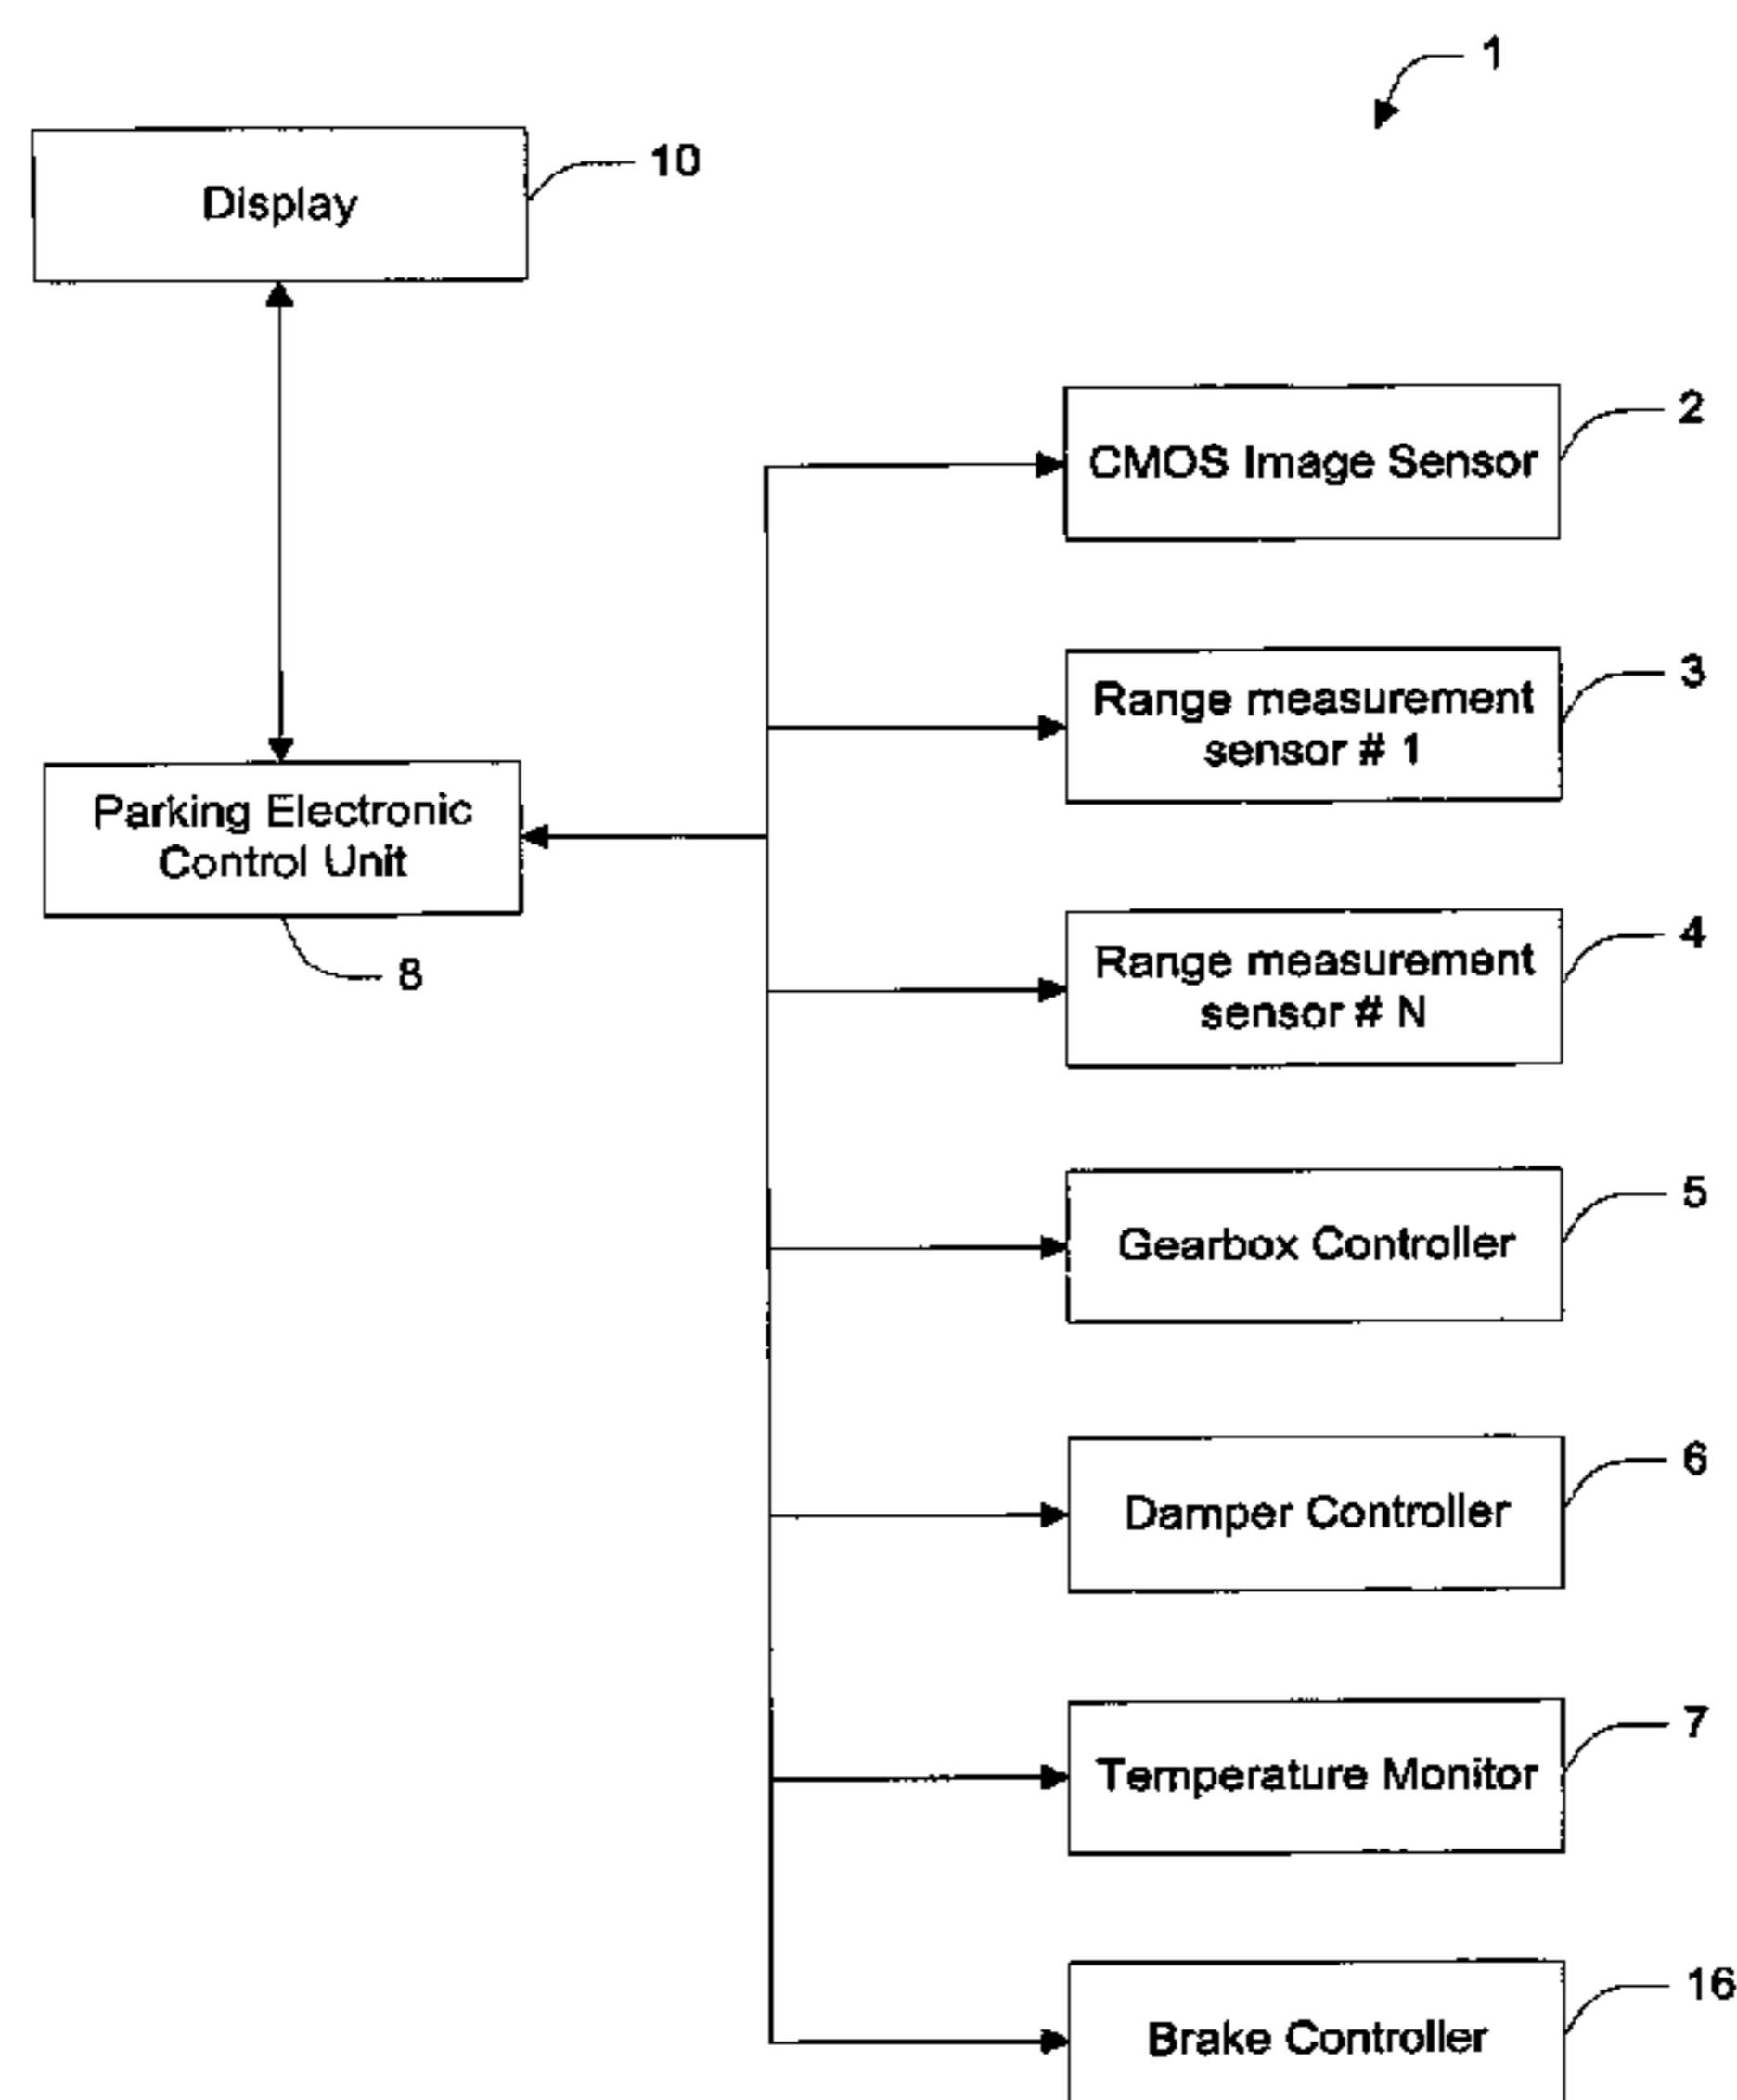 1
Display
10
CMOS Image Sensor
2
Range measurement
sensor # 1
3
Parking Electronic
Control Unit
8
Range measurement
sensor # N
4
Gearbox Controller
5
Damper Controller
6
Temperature Monitor
7
Brake Controller
16